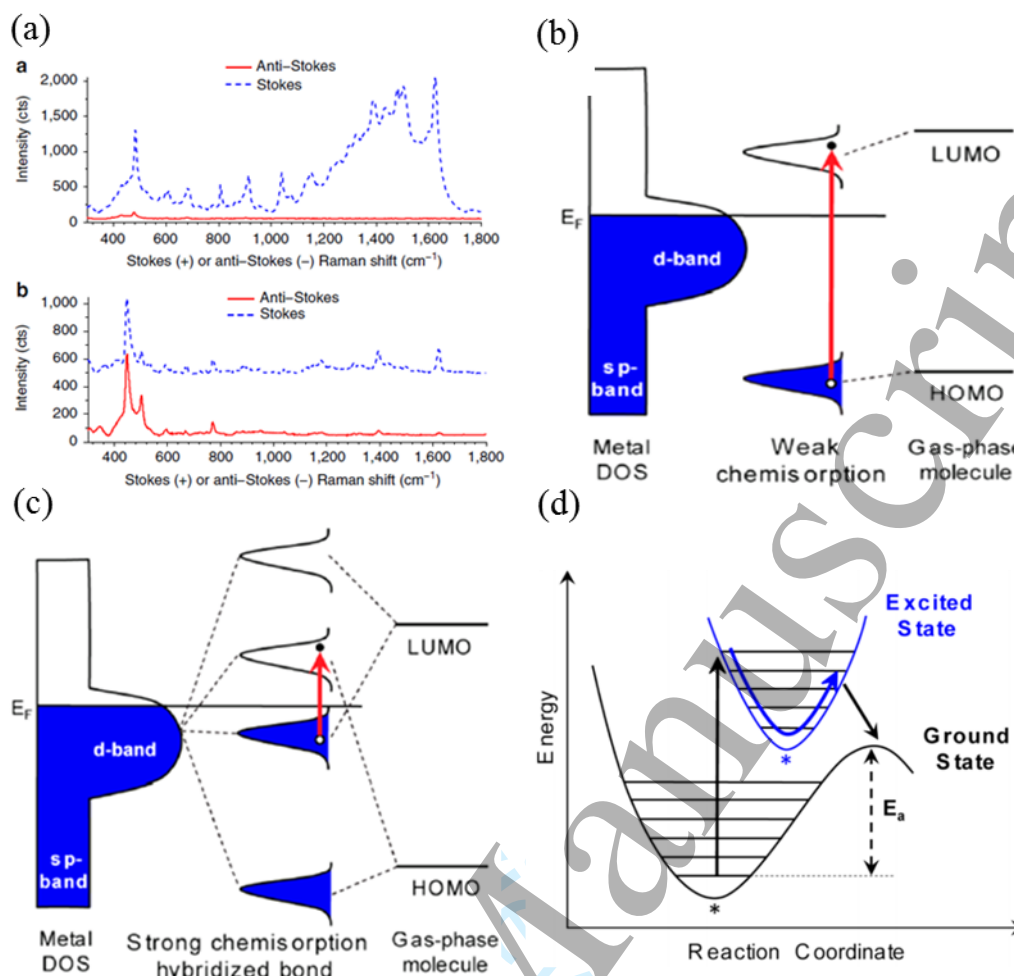 (a)
a
Anti–Stokes
Stokes
2,000
1,500
1,000
500
0
Intensity (cts)
400 600 800 1,000 1,200 1,400 1,600 1,800
Stokes (+) or anti–Stokes (–) Raman shift (cm⁻¹)
b
Anti–Stokes
Stokes
1,000
800
600
400
200
0
Intensity (cts)
400 600 800 1,000 1,200 1,400 1,600 1,800
Stokes (+) or anti–Stokes (–) Raman shift (cm⁻¹)
(b)
LUMO
E_F
d-band
sp-
band
HOMO
Metal
DOS
Weak
chemisorption
Gas-phase
molecule
(c)
LUMO
E_F
d-band
sp-
band
HOMO
Metal
DOS
Strong chemisorption
hybridized bond
Gas-phase
molecule
(d)
Energy
Excited
State
*
Ground
State
E_a
*
Reaction Coordinate
Manuscrip